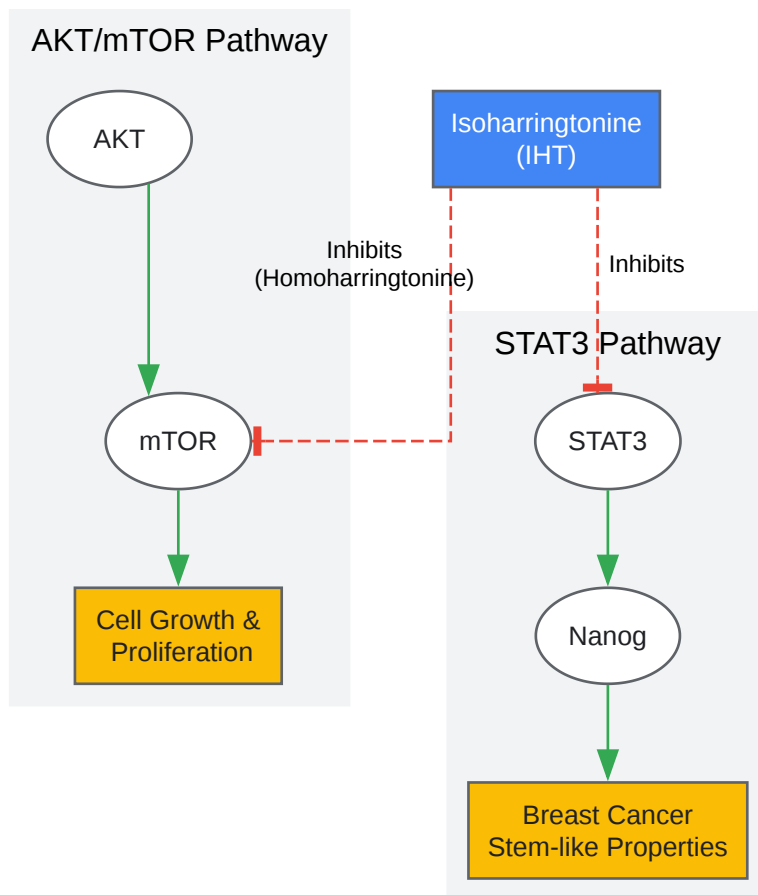 AKT/mTOR Pathway
AKT
Isoharringtonine
(IHT)
Inhibits
(Homoharringtonine)
Inhibits
STAT3 Pathway
mTOR
STAT3
Cell Growth &
Proliferation
Nanog
Breast Cancer
Stem-like Properties